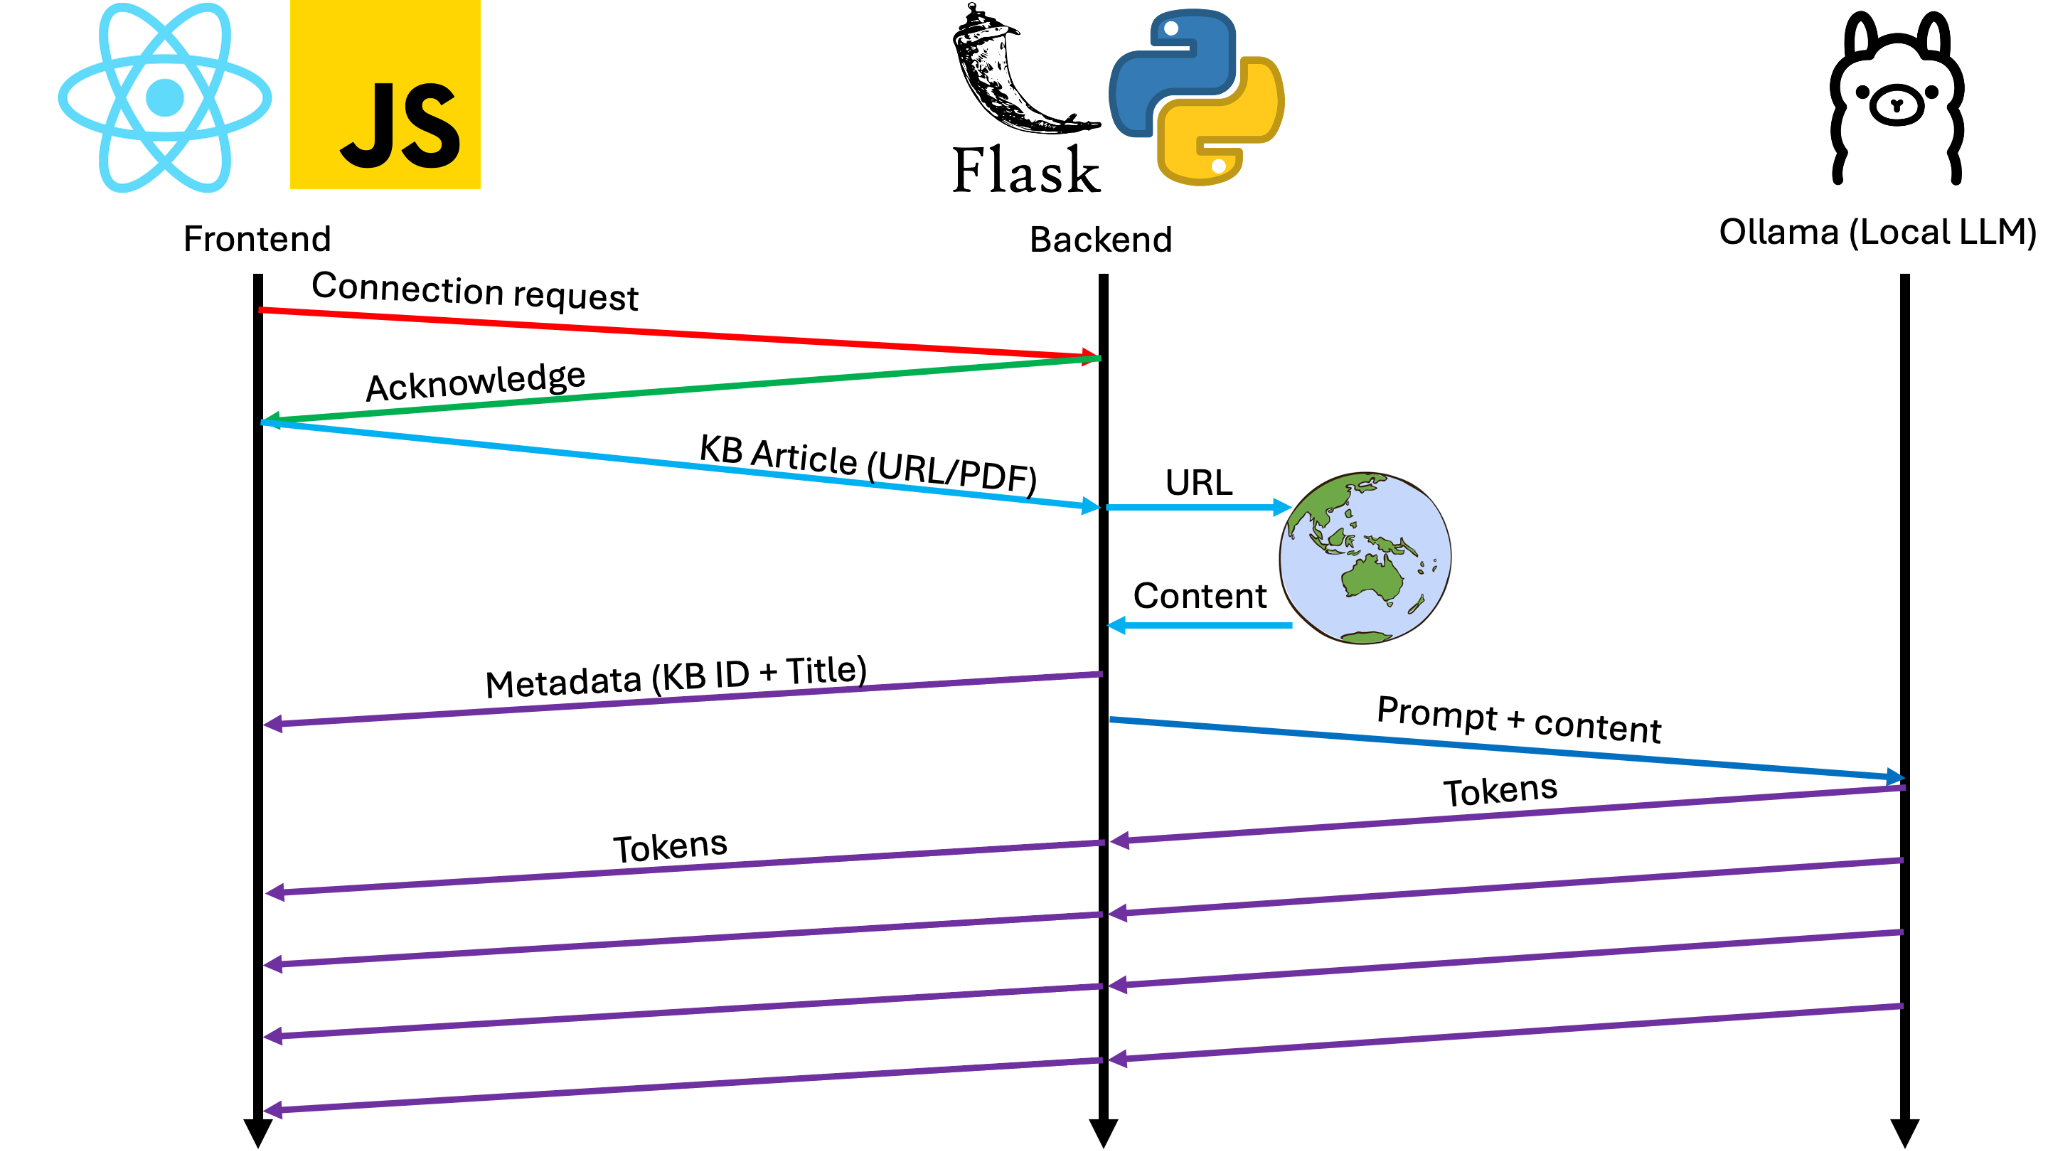 JS
Flask
Frontend
Backend
Ollama (Local LLM)
Connection request
Acknowledge
KB Article (URL/PDF)
URL
Content
Metadata (KB ID + Title)
Prompt + content
Tokens
Tokens